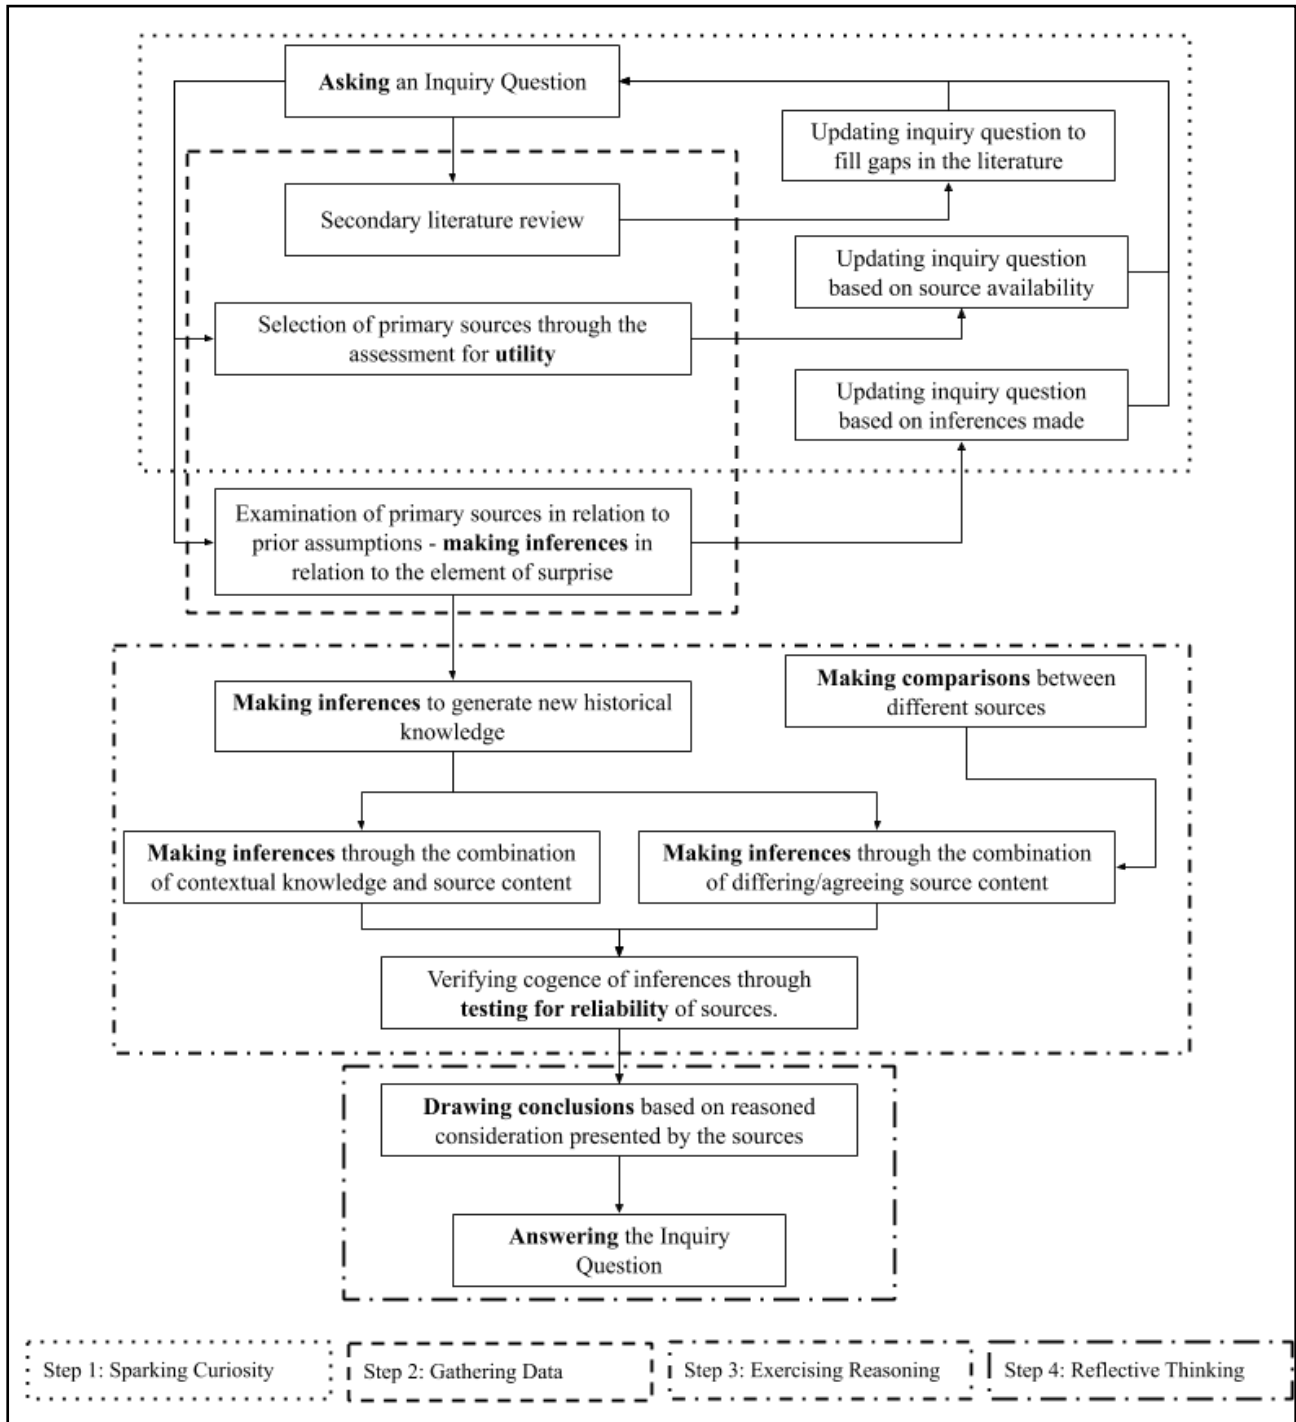 Asking an Inquiry Question
Updating inquiry question to
fill gaps in the literature
Secondary literature review
Updating inquiry question
based on source availability
Selection of primary sources through the
assessment for utility
Updating inquiry question
based on inferences made
Examination of primary sources in relation to
prior assumptions - making inferences in
relation to the element of surprise
Making comparisons between
different sources
Making inferences to generate new historical
knowledge
Making inferences through the combination
of contextual knowledge and source content
Making inferences through the combination
of differing/agreeing source content
Verifying cogence of inferences through
testing for reliability of sources.
Drawing conclusions based on reasoned
consideration presented by the sources
Answering the Inquiry
Question
Step 1: Sparking Curiosity
Step 2: Gathering Data
Step 3: Exercising Reasoning
Step 4: Reflective Thinking